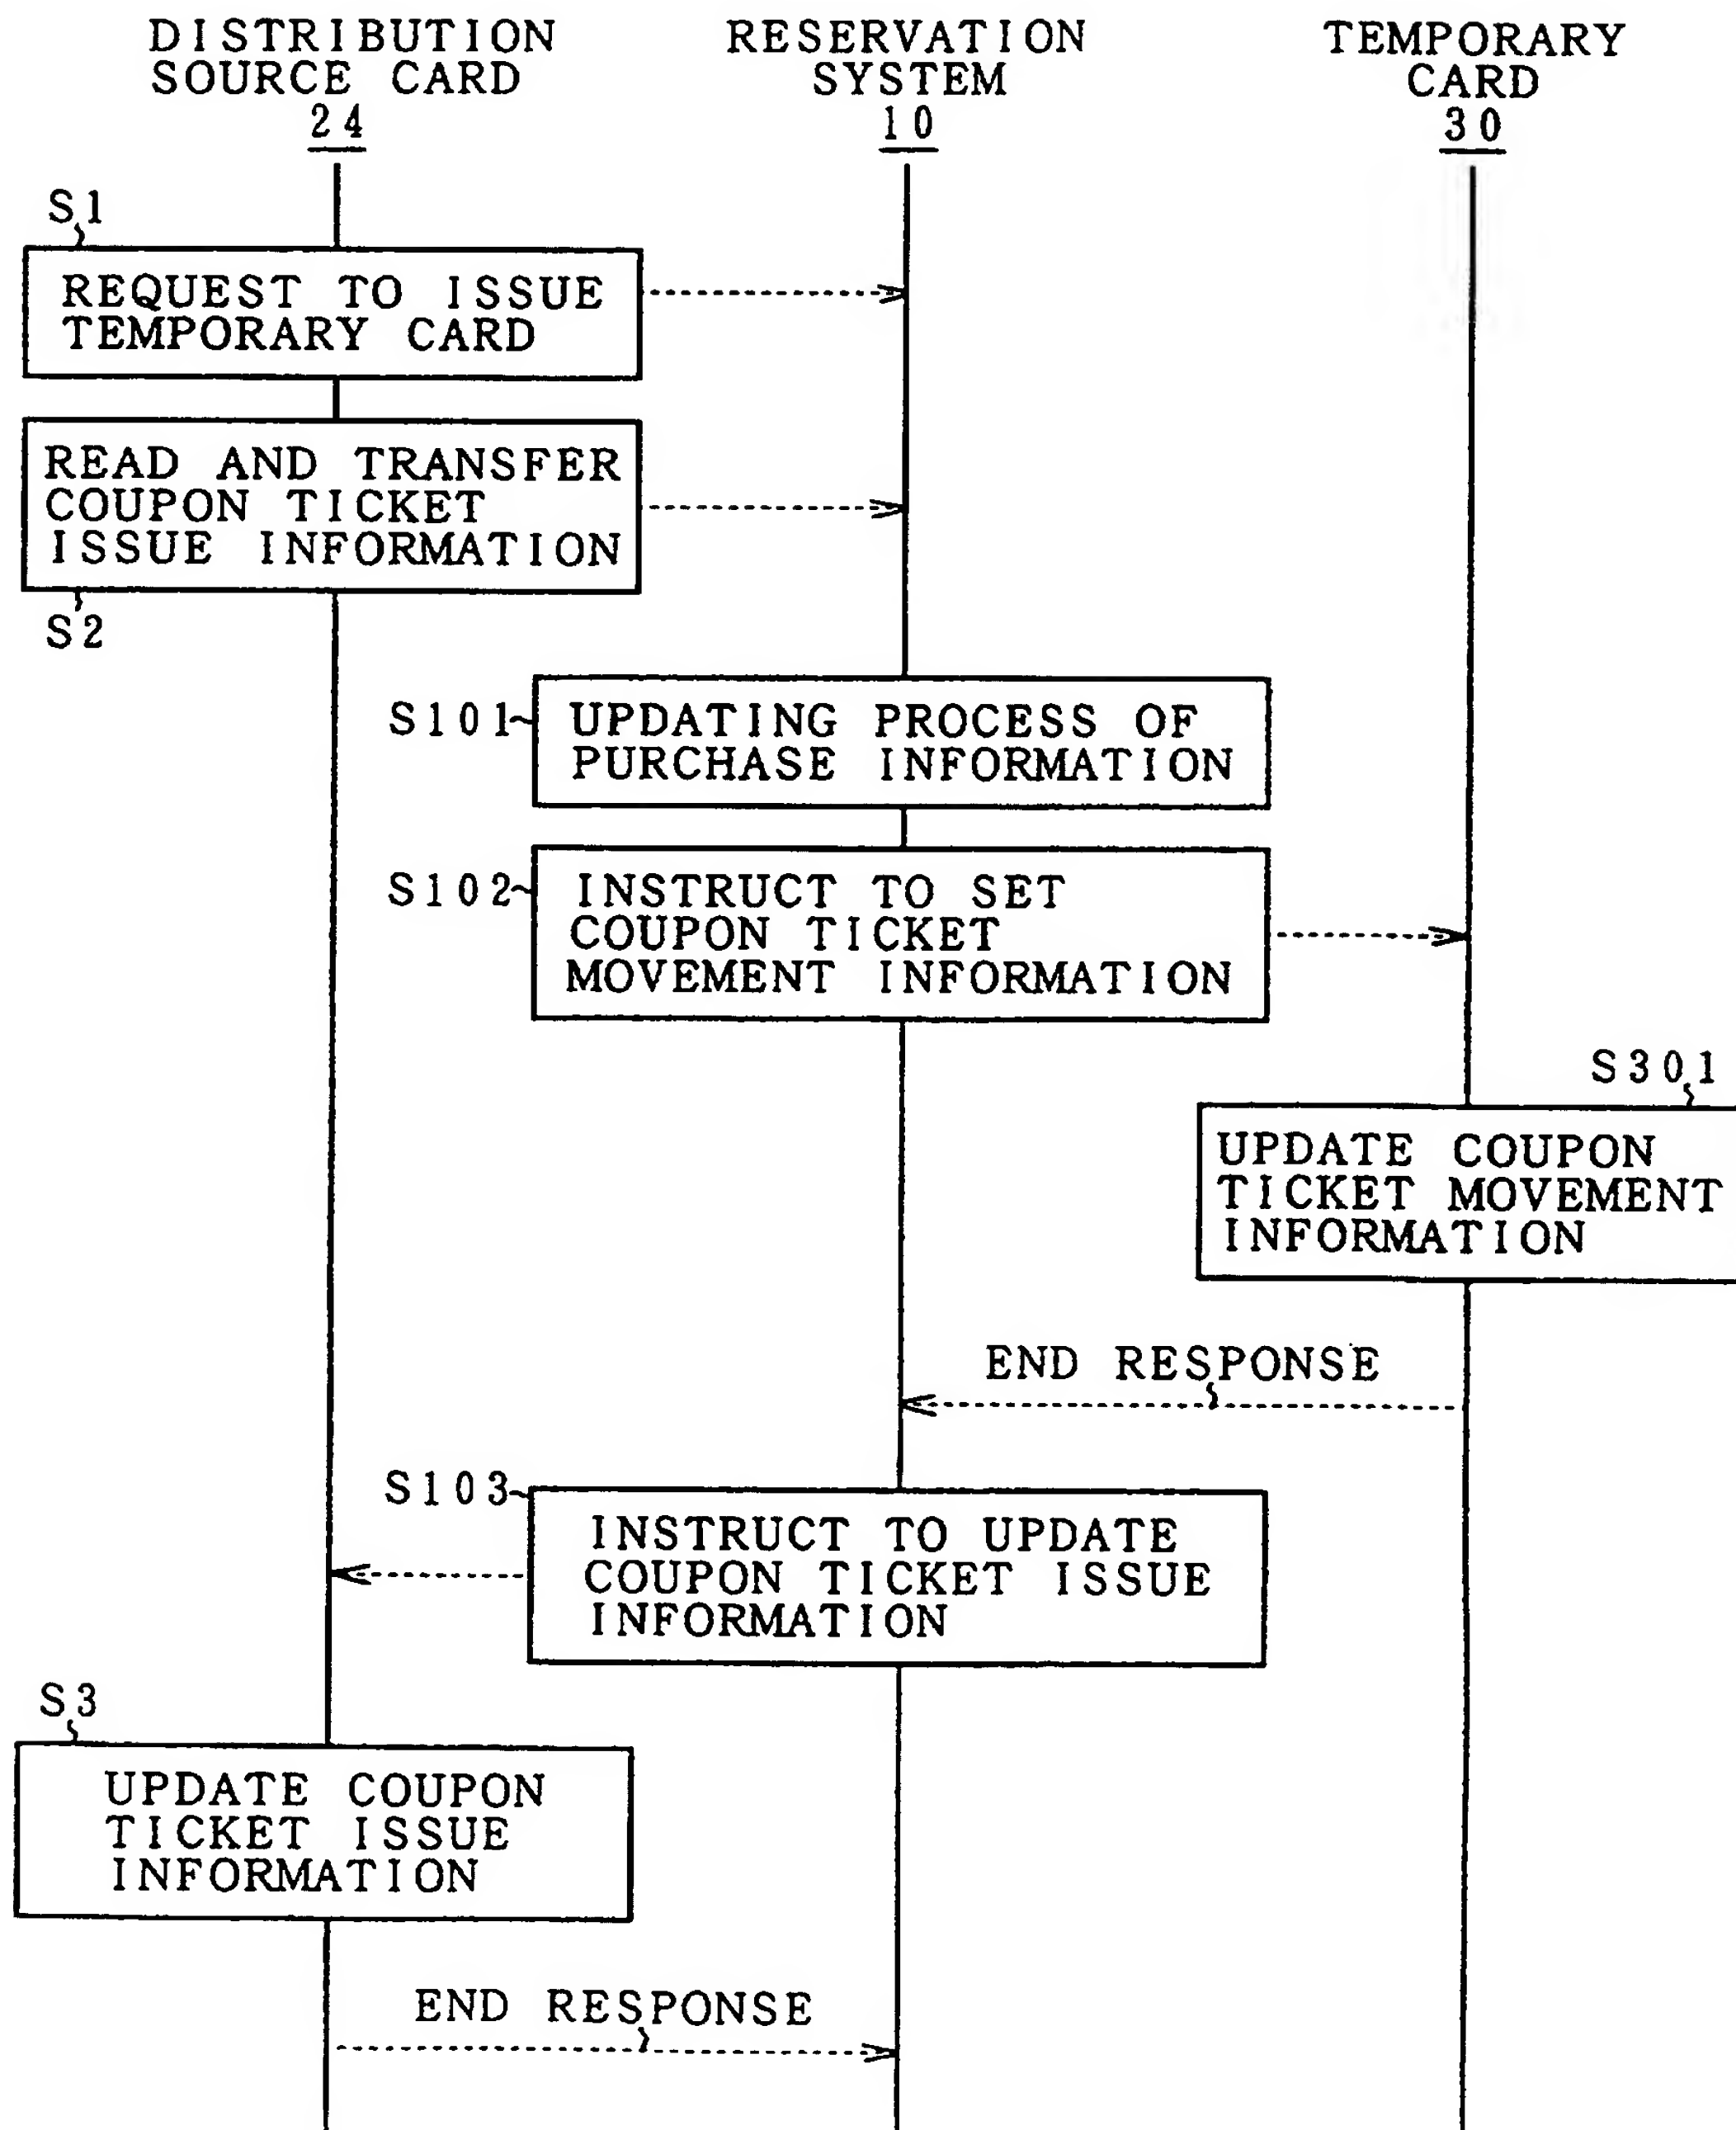 DISTRIBUTION
SOURCE CARD
24
RESERVATION
SYSTEM
10
TEMPORARY
CARD
30
S1
REQUEST TO ISSUE
TEMPORARY CARD
READ AND TRANSFER
COUPON TICKET
ISSUE INFORMATION
S2
S101
UPDATING PROCESS OF
PURCHASE INFORMATION
S102
INSTRUCT TO SET
COUPON TICKET
MOVEMENT INFORMATION
S301
UPDATE COUPON
TICKET MOVEMENT
INFORMATION
END RESPONSE
S103
INSTRUCT TO UPDATE
COUPON TICKET ISSUE
INFORMATION
S3
UPDATE COUPON
TICKET ISSUE
INFORMATION
END RESPONSE